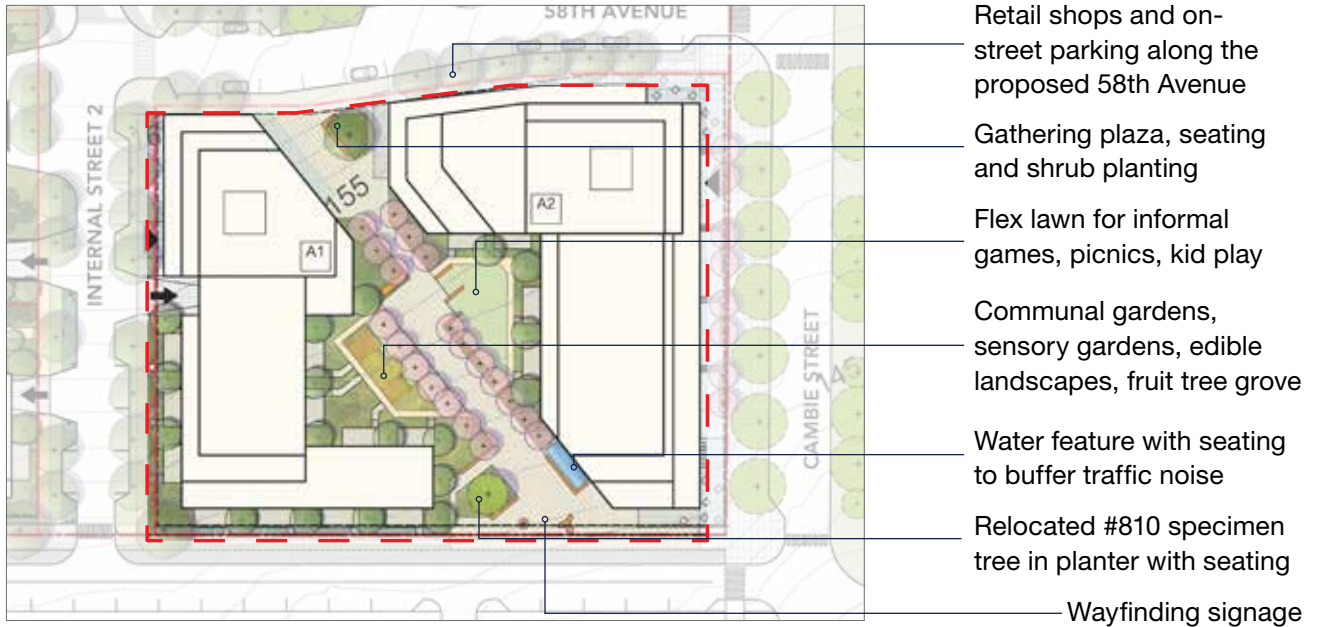 58TH AVENUE
INTERNAL STREET 2
155
A1
A2
CAMBIE STREET
145
Retail shops and on-
street parking along the
proposed 58th Avenue
Gathering plaza, seating
and shrub planting
Flex lawn for informal
games, picnics, kid play
Communal gardens,
sensory gardens, edible
landscapes, fruit tree grove
Water feature with seating
to buffer traffic noise
Relocated #810 specimen
tree in planter with seating
Wayfinding signage